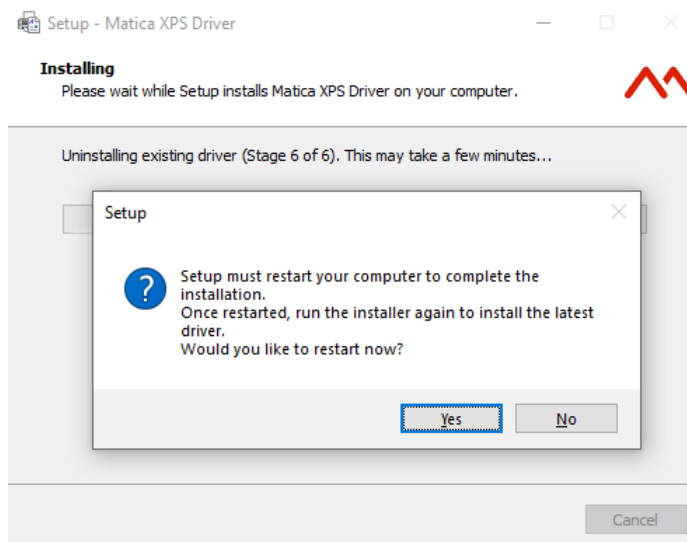 Setup - Matica XPS Driver
Installing
Please wait while Setup installs Matica XPS Driver on your computer.
Uninstalling existing driver (Stage 6 of 6). This may take a few minutes...
Setup
Setup must restart your computer to complete the
installation.
Once restarted, run the installer again to install the latest
driver.
Would you like to restart now?
Yes
No
Cancel